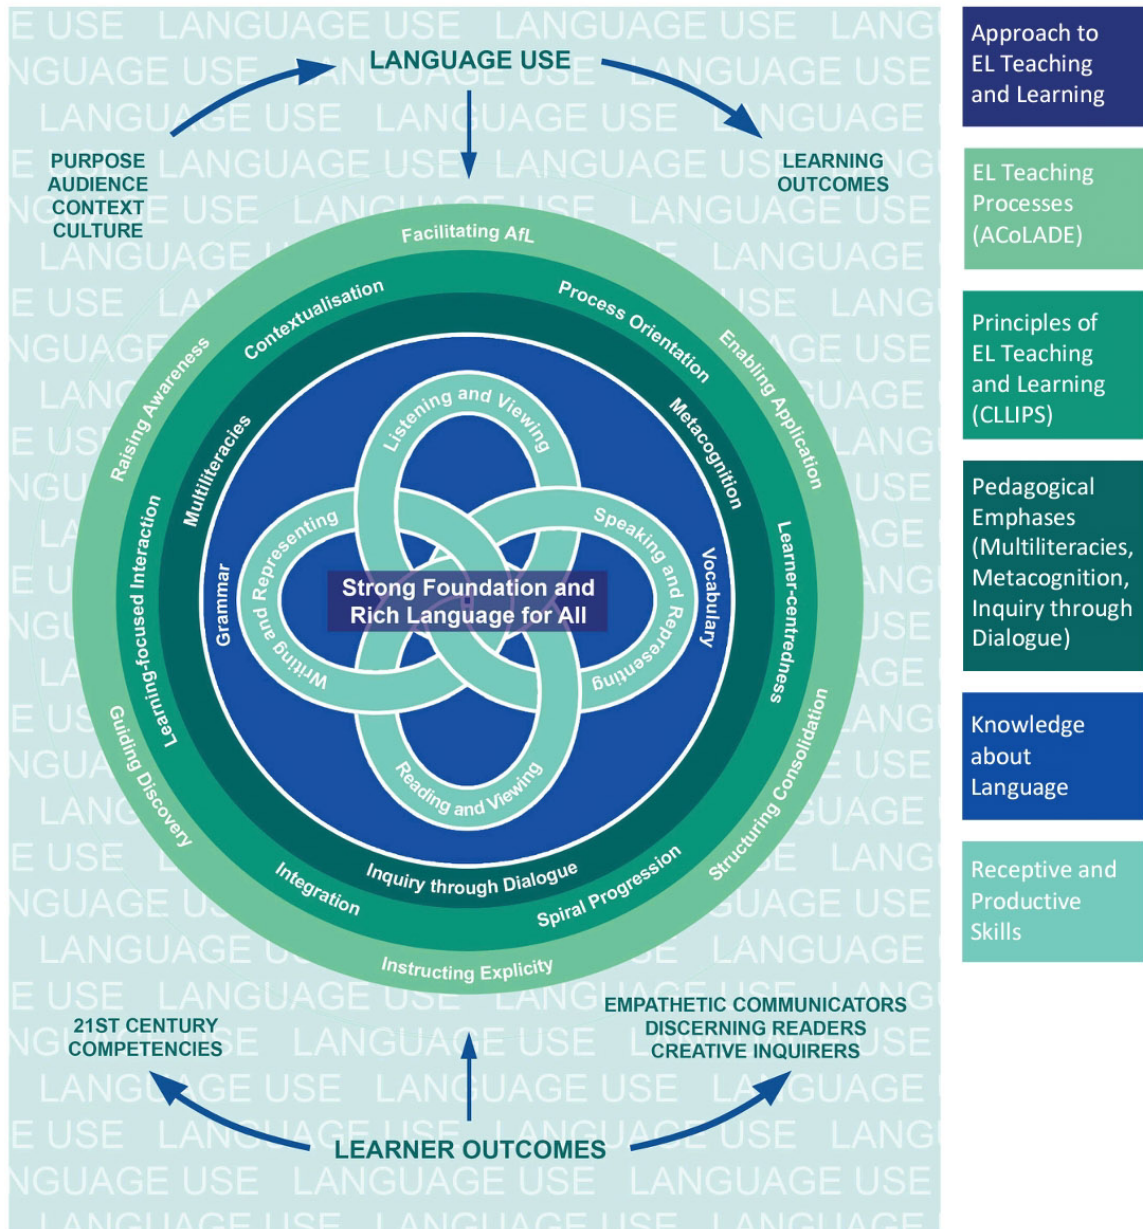 LANGUAGE USE
PURPOSE
AUDIENCE
CONTEXT
CULTURE
LEARNING
OUTCOMES
Facilitating AfL
Raising Awareness
Enabling Application
Guiding Discovery
Structuring Consolidation
Instructing Explicity
Contextualisation
Process Orientation
Learning-focused Interaction
Learner-centredness
Integration
Spiral Progression
Multiliteracies
Metacognition
Inquiry through Dialogue
Grammar
Vocabulary
Listening and Viewing
Writing and Representing
Speaking and Representing
Reading and Viewing
Strong Foundation and
Rich Language for All
21ST CENTURY
COMPETENCIES
EMPATHETIC COMMUNICATORS
DISCERNING READERS
CREATIVE INQUIRERS
LEARNER OUTCOMES
Approach to
EL Teaching
and Learning
EL Teaching
Processes
(ACoLADE)
Principles of
EL Teaching
and Learning
(CLLIPS)
Pedagogical
Emphases
(Multiliteracies,
Metacognition,
Inquiry through
Dialogue)
Knowledge
about
Language
Receptive and
Productive
Skills